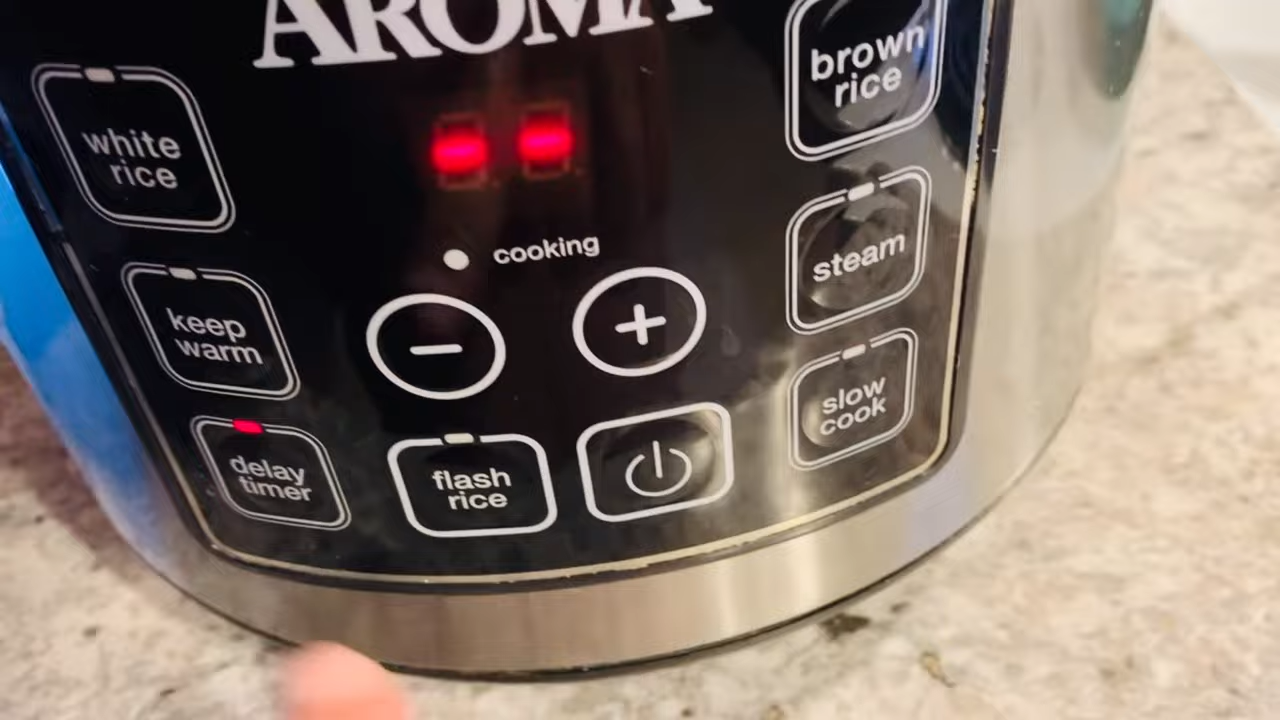 AROMA
white
rice
brown
rice
--
cooking
steam
keep
warm
- +
slow
cook
delay
timer
flash
rice